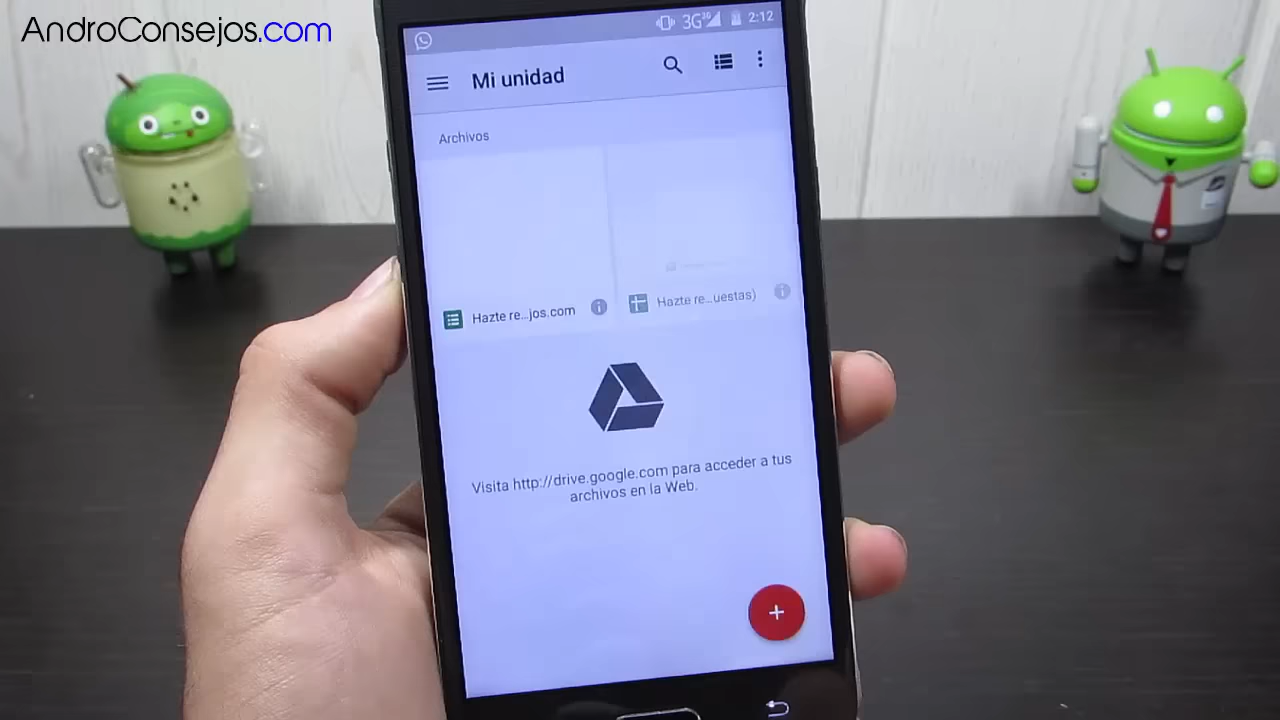 AndroConsejos.com
3G 3G 2:12
Mi unidad
Archivos
Hazte re...jos.com
Hazte re...uestas)
Visita http://drive.google.com para acceder a tus
archivos en la Web.